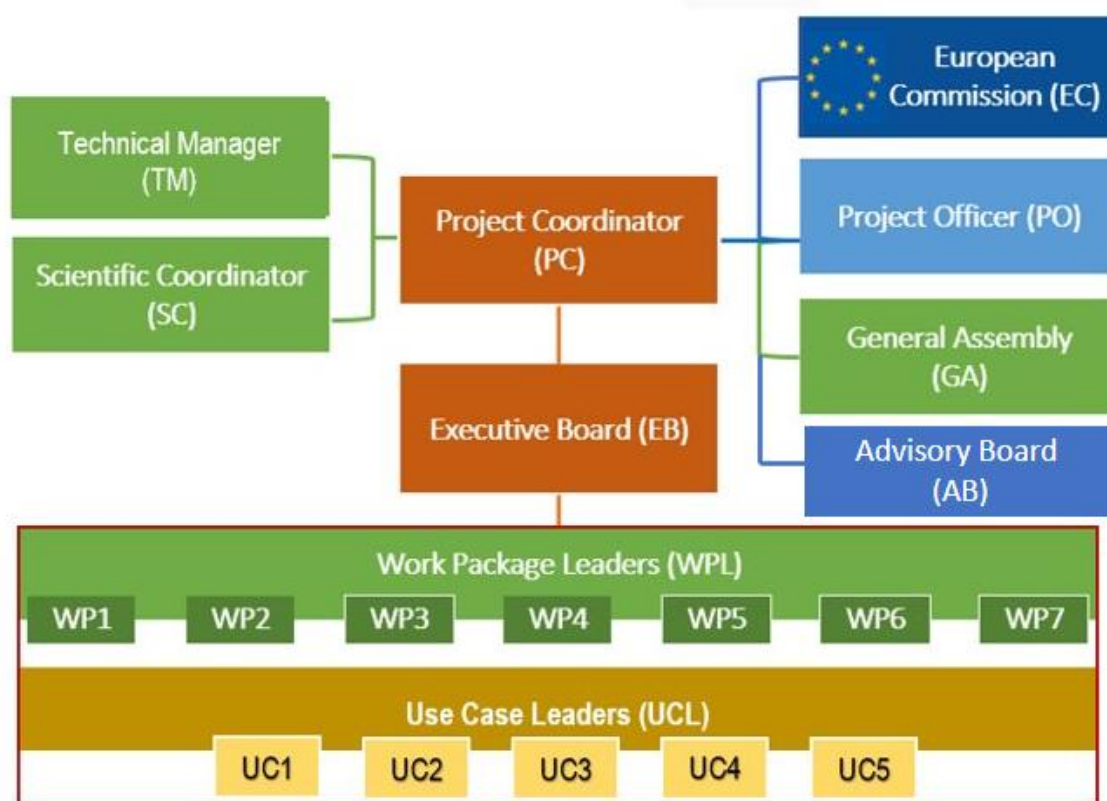 European
Commission (EC)
Technical Manager
(TM)
Project Coordinator
(PC)
Project Officer (PO)
Scientific Coordinator
(SC)
General Assembly
(GA)
Executive Board (EB)
Advisory Board
(AB)
Work Package Leaders (WPL)
WP1 WP2 WP3 WP4 WP5 WP6 WP7
Use Case Leaders (UCL)
UC1 UC2 UC3 UC4 UC5